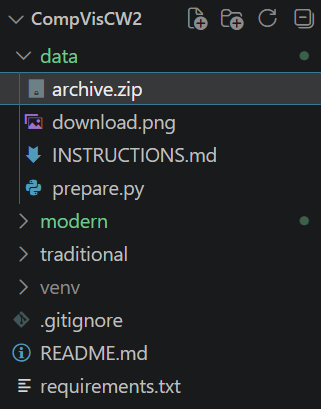 CompVisCW2
data
archive.zip
download.png
INSTRUCTIONS.md
prepare.py
modern
traditional
venv
.gitignore
README.md
requirements.txt